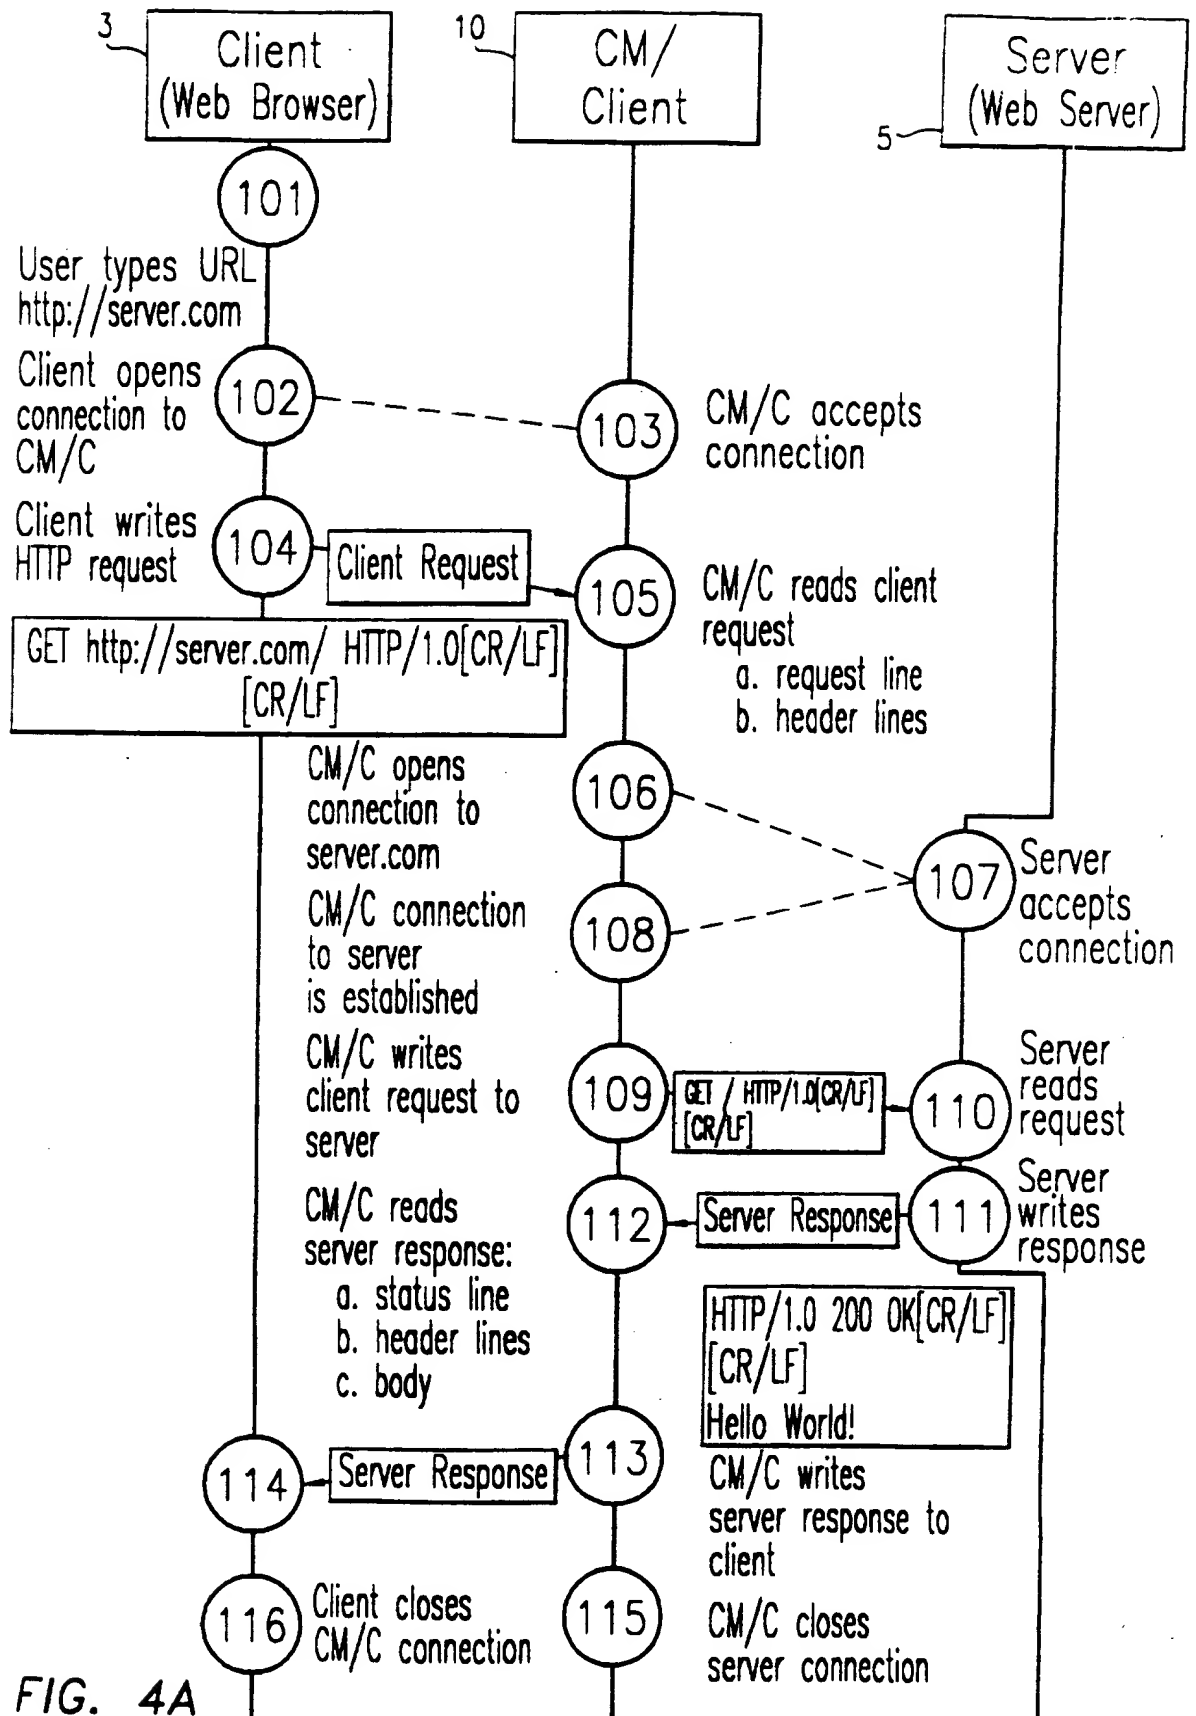 3
Client
(Web Browser)
10
CM/
Client
5
Server
(Web Server)
101
User types URL
http://server.com
Client opens
connection to
CM/C
102
103
CM/C accepts
connection
Client writes
HTTP request
104
Client Request
105
CM/C reads client
request
a. request line
b. header lines
GET http://server.com/ HTTP/1.0[CR/LF]
[CR/LF]
CM/C opens
connection to
server.com
106
107
Server
accepts
connection
CM/C connection
to server
is established
108
CM/C writes
client request to
server
109
GET / HTTP/1.0[CR/LF]
[CR/LF]
110
Server
reads
request
CM/C reads
server response:
a. status line
b. header lines
c. body
112
Server Response
111
Server
writes
response
HTTP/1.0 200 OK[CR/LF]
[CR/LF]
Hello World!
114
Server Response
113
CM/C writes
server response to
client
116
Client closes
CM/C connection
115
CM/C closes
server connection
FIG. 4A